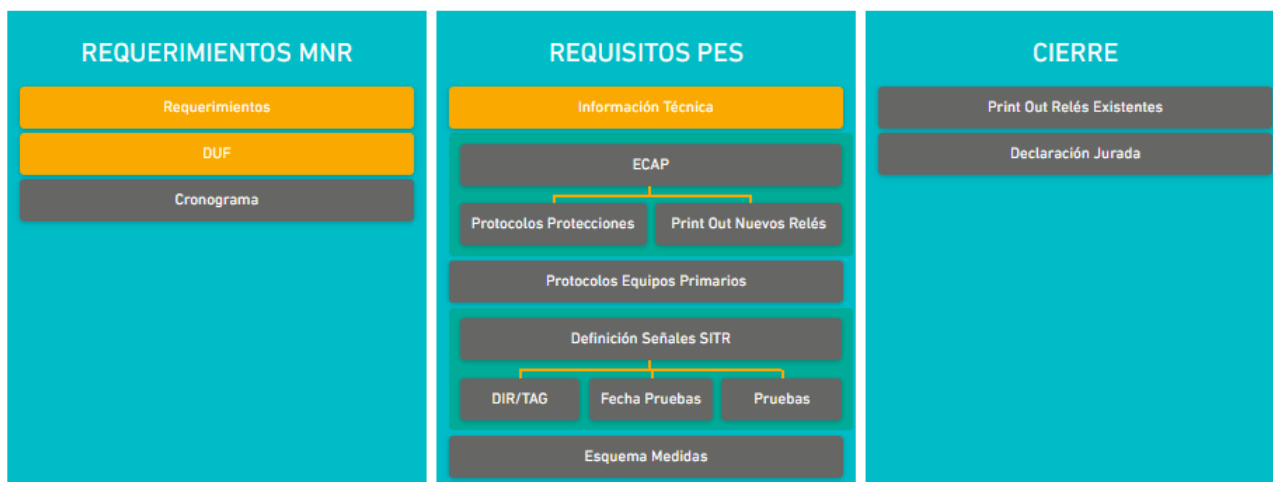 REQUERIMIENTOS MNR
Requerimientos
DUF
Cronograma
REQUISITOS PES
Información Técnica
ECAP
Protocolos Protecciones
Print Out Nuevos Relés
Protocolos Equipos Primarios
Definición Señales SITR
DIR/TAG
Fecha Pruebas
Pruebas
Esquema Medidas
CIERRE
Print Out Relés Existentes
Declaración Jurada